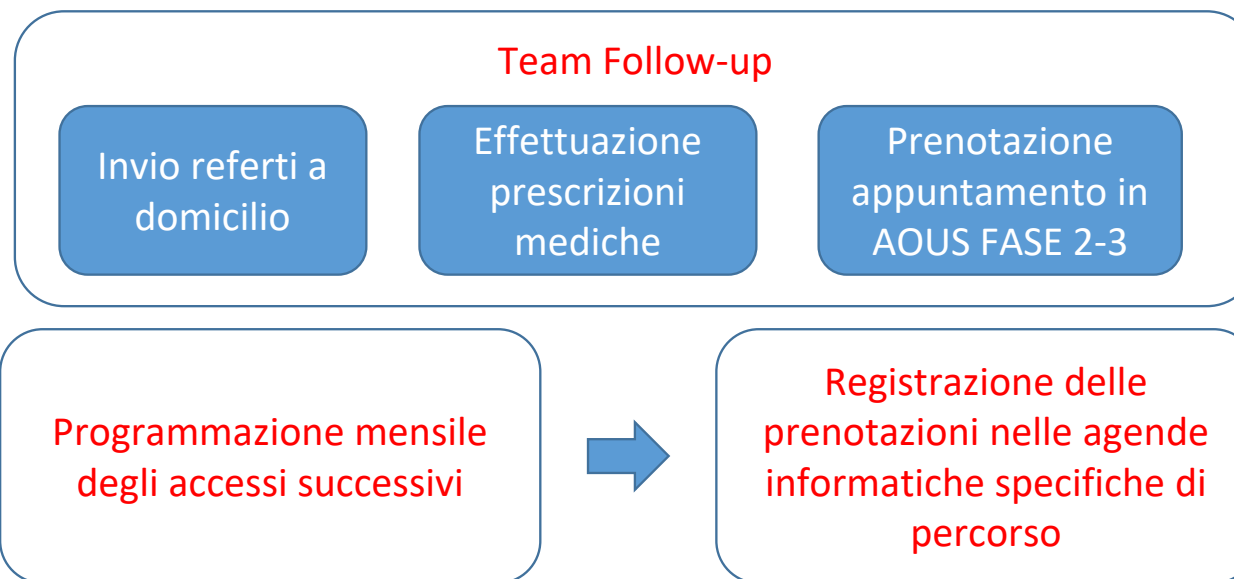 Team Follow-up
Invio referti a
domicilio
Effettuazione
prescrizioni
mediche
Prenotazione
appuntamento in
AOUS FASE 2-3
Programmazione mensile
degli accessi successivi
Registrazione delle
prenotazioni nelle agende
informatiche specifiche di
percorso